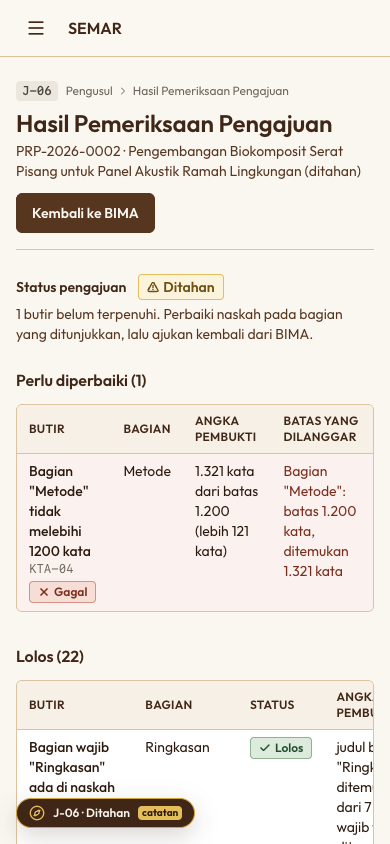 SEMAR
J-06 Pengusul > Hasil Pemeriksaan Pengajuan
Hasil Pemeriksaan Pengajuan
PRP-2026-0002 · Pengembangan Biokomposit Serat
Pisang untuk Panel Akustik Ramah Lingkungan (ditahan)
Kembali ke BIMA
Status pengajuan Ditahan
1 butir belum terpenuhi. Perbaiki naskah pada bagian
yang ditunjukkan, lalu ajukan kembali dari BIMA.
Perlu diperbaiki (1)
BUTIR BAGIAN ANGKA PEMBUKTI BATAS YANG DILANGGAR
Bagian
"Metode"
tidak
melebihi
1200 kata
KTA-04
Gagal
Metode
1.321 kata
dari batas
1.200
(lebih 121
kata)
Bagian
"Metode":
batas 1.200
kata,
ditemukan
1.321 kata
Lolos (22)
BUTIR BAGIAN STATUS
Bagian wajib
"Ringkasan"
ada di naskah
Ringkasan
Lolos
judul b
dari 7
wajib
J-06 · Ditahan catatan